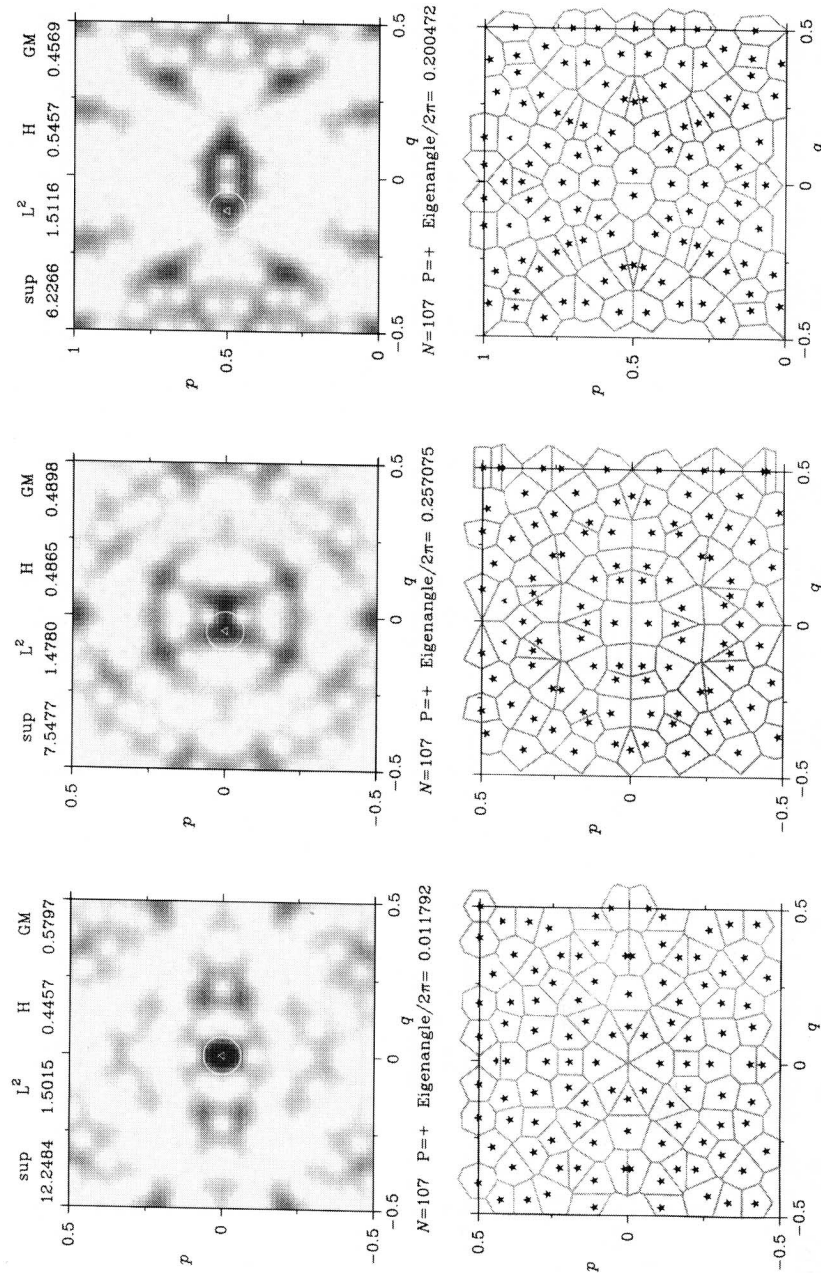 sup L² H GM
12.2484 1.5015 0.4457 0.5797
0.5
p
0
−0.5
−0.5 0 q 0.5
N=107 P=+ Eigenangle/2π= 0.011792
0.5
p
0
−0.5
−0.5 0 q 0.5
sup L² H GM
7.5477 1.4780 0.4865 0.4898
0.5
p
0
−0.5
−0.5 0 q 0.5
N=107 P=+ Eigenangle/2π= 0.257075
0.5
p
0
−0.5
−0.5 0 q 0.5
sup L² H GM
6.2266 1.5116 0.5457 0.4569
1
p
0.5
0
−0.5 0 q 0.5
N=107 P=+ Eigenangle/2π= 0.200472
1
p
0.5
0
−0.5 0 q 0.5